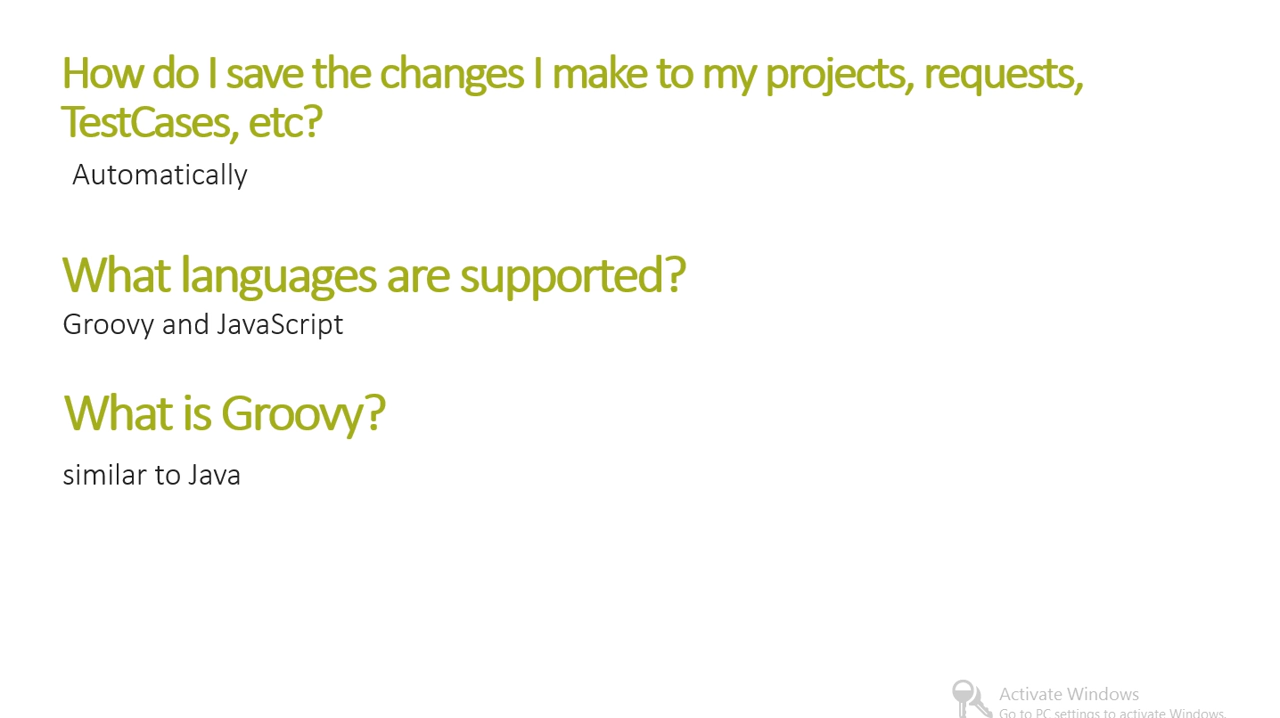 How do I save the changes I make to my projects, requests,
TestCases, etc?
Automatically
What languages are supported?
Groovy and JavaScript
What is Groovy?
similar to Java
Activate Windows
Go to PC settings to activate Windows.